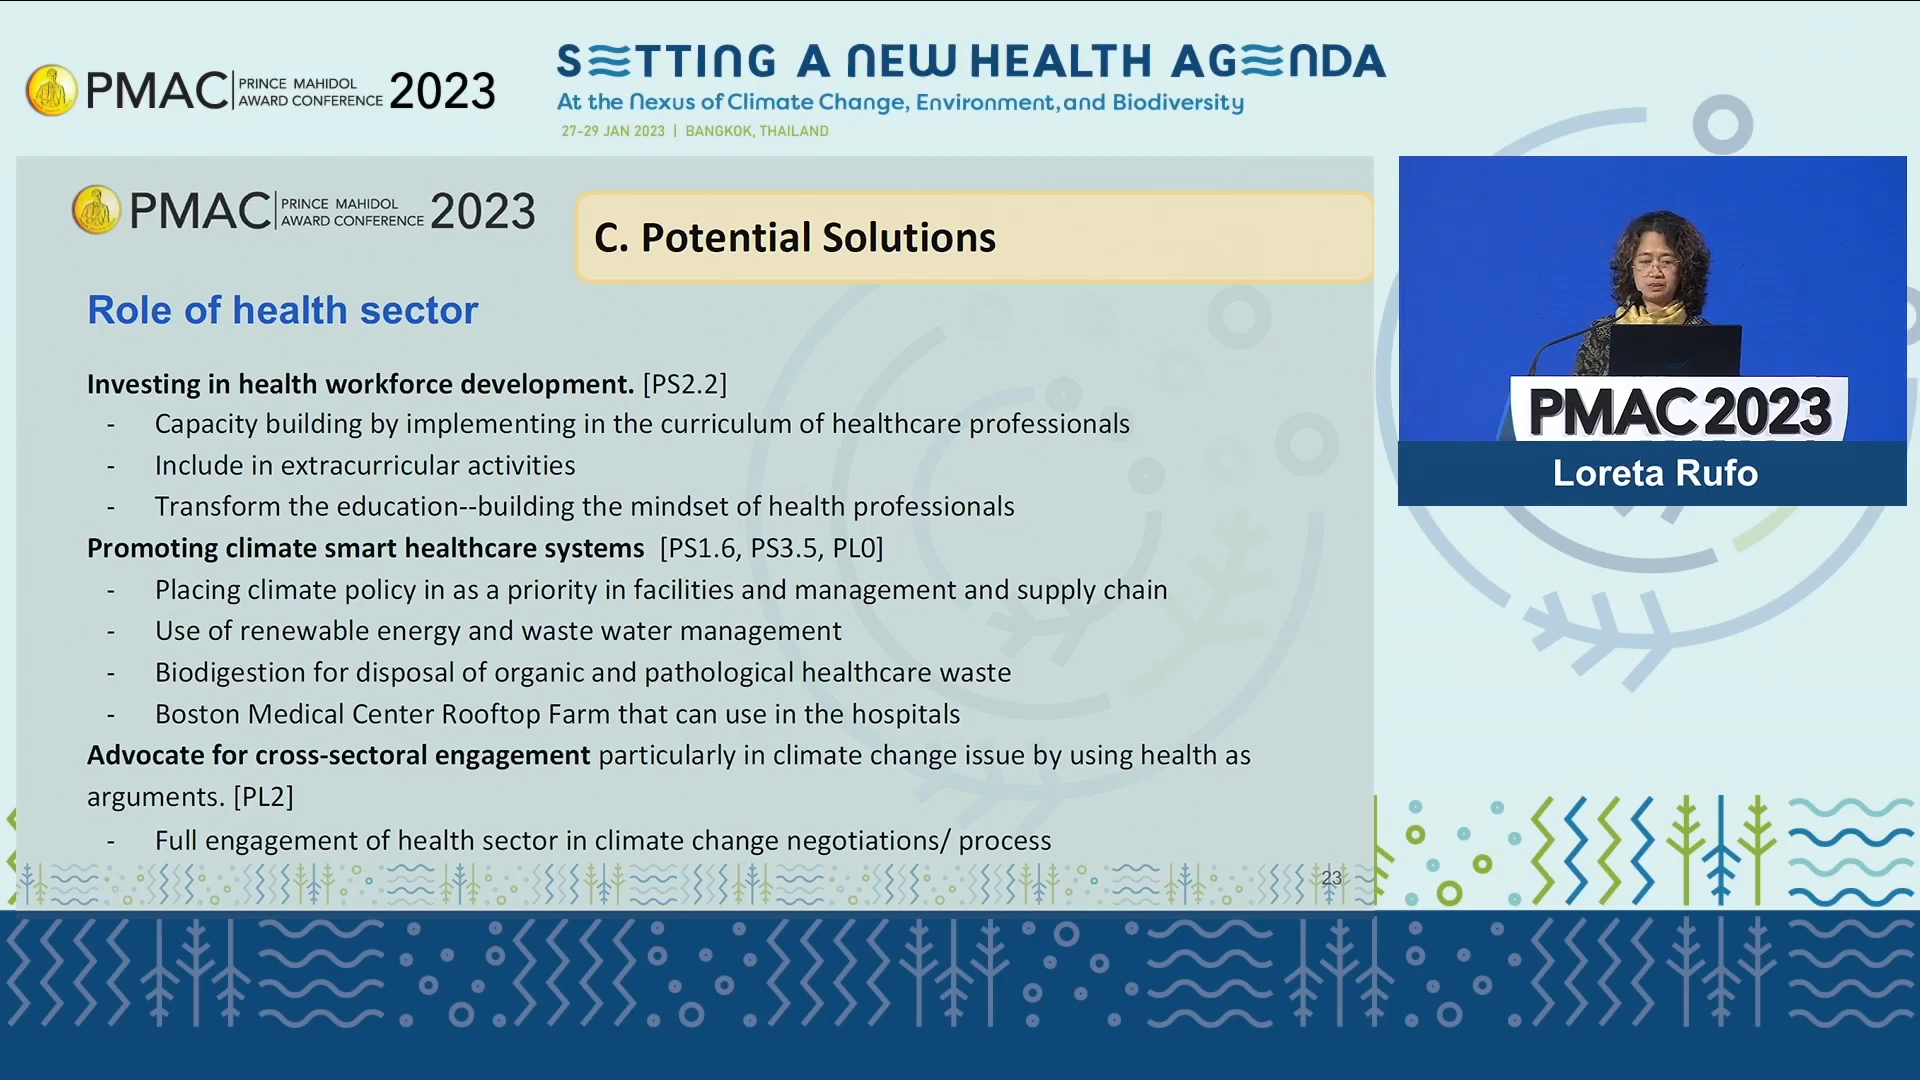 PMAC PRINCE MAHIDOL AWARD CONFERENCE 2023
SETTING A NEW HEALTH AGENDA
At the Nexus of Climate Change, Environment, and Biodiversity
27-29 JAN 2023 | BANGKOK, THAILAND
PMAC PRINCE MAHIDOL AWARD CONFERENCE 2023
C. Potential Solutions
Role of health sector
Investing in health workforce development. [PS2.2]
- Capacity building by implementing in the curriculum of healthcare professionals
- Include in extracurricular activities
- Transform the education--building the mindset of health professionals
Promoting climate smart healthcare systems [PS1.6, PS3.5, PL0]
- Placing climate policy in as a priority in facilities and management and supply chain
- Use of renewable energy and waste water management
- Biodigestion for disposal of organic and pathological healthcare waste
- Boston Medical Center Rooftop Farm that can use in the hospitals
Advocate for cross-sectoral engagement particularly in climate change issue by using health as
arguments. [PL2]
- Full engagement of health sector in climate change negotiations/ process
23
PMAC 2023
Loreta Rufo